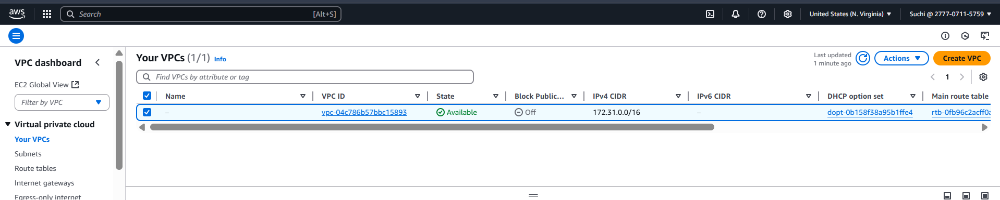 aws
Search [Alt+S]
United States (N. Virginia)
Suchi @ 2777-0711-5759
VPC dashboard
EC2 Global View
Filter by VPC
Virtual private cloud
Your VPCs
Subnets
Route tables
Internet gateways
Egress-only internet
Your VPCs (1/1) Info
Last updated
1 minute ago
Actions
Create VPC
Find VPCs by attribute or tag
1
Name VPC ID State Block Public... IPv4 CIDR IPv6 CIDR DHCP option set Main route table
– vpc-04c786b57bbc15893 Available Off 172.31.0.0/16 – dopt-0b158f38a95b1ffe4 rtb-0fb96c2acff0a